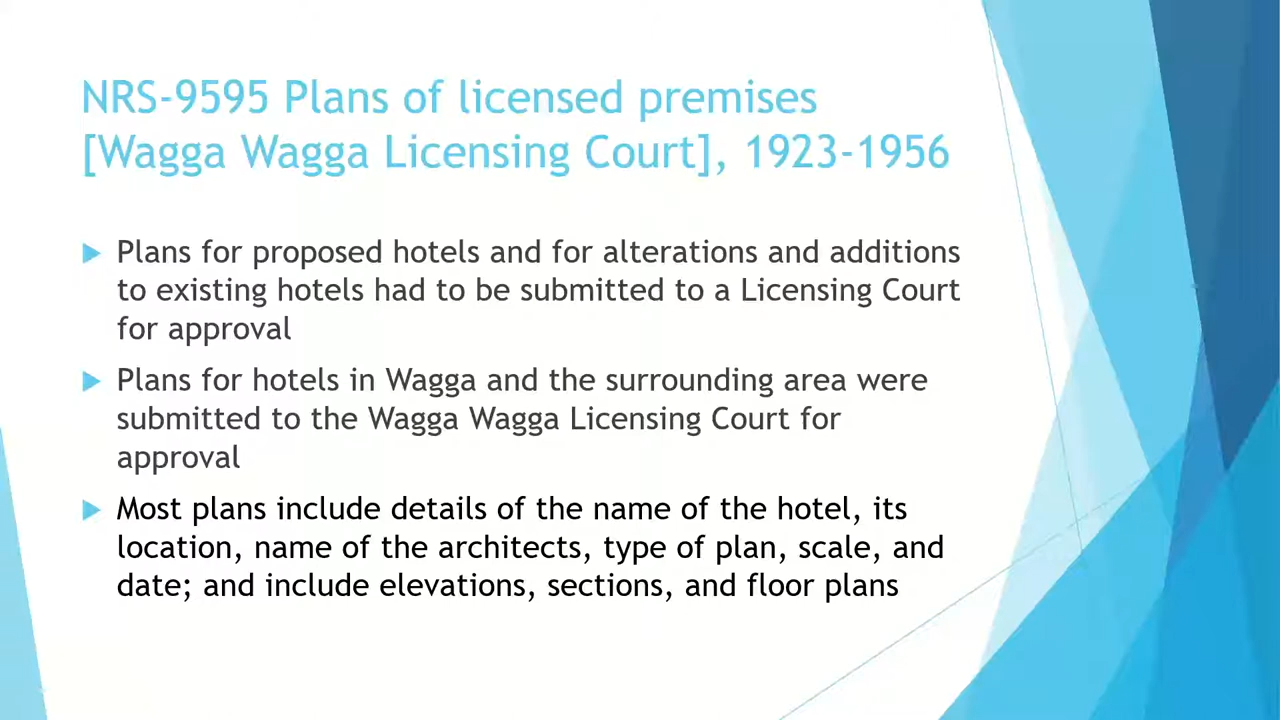 NRS-9595 Plans of licensed premises
[Wagga Wagga Licensing Court], 1923-1956
Plans for proposed hotels and for alterations and additions
to existing hotels had to be submitted to a Licensing Court
for approval
Plans for hotels in Wagga and the surrounding area were
submitted to the Wagga Wagga Licensing Court for
approval
Most plans include details of the name of the hotel, its
location, name of the architects, type of plan, scale, and
date; and include elevations, sections, and floor plans